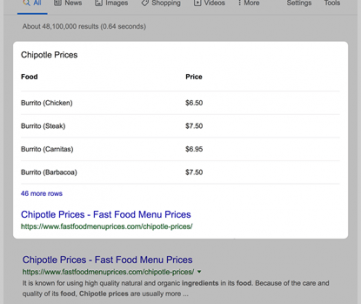 All News Images Shopping Videos More Settings Tools
About 48,100,000 results (0.64 seconds)
Chipotle Prices
Food Price
Burrito (Chicken) $6.50
Burrito (Steak) $7.50
Burrito (Carnitas) $6.95
Burrito (Barbacoa) $7.50
46 more rows
Chipotle Prices - Fast Food Menu Prices
https://www.fastfoodmenuprices.com/chipotle-prices/
Chipotle Prices - Fast Food Menu Prices
https://www.fastfoodmenuprices.com/chipotle-prices/
It is known for using high quality natural and organic ingredients in its food. Because of the care and
quality of its food, Chipotle prices are usually more ...